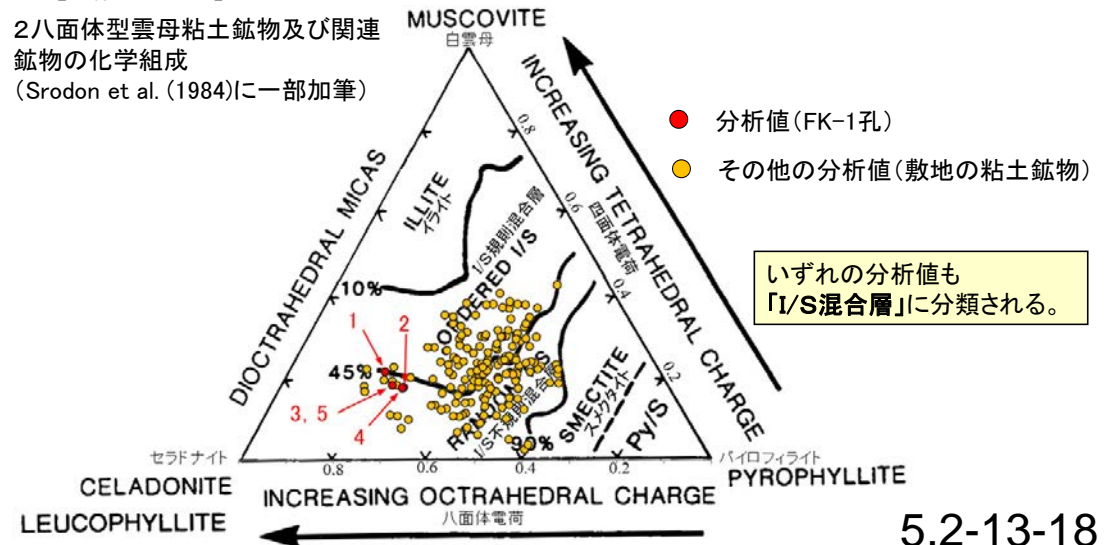 2八面体型雲母粘土鉱物及び関連
鉱物の化学組成
(Srodon et al. (1984)に一部加筆)
MUSCOVITE
白雲母
分析値(FK-1孔)
その他の分析値(敷地の粘土鉱物)
いずれの分析値も
「I/S混合層」に分類される。
DIOCTRAHEDRAL MICAS
INCREASING TETRAHEDRAL CHARGE
四面体電荷
0.8
0.6
0.4
0.2
ILLITE
イライト
I/S規則混合層
ORDERED I/S
10%
1
2
45%
3, 5
4
I/S不規則混合層
90%
SMECTITE
スメクタイト
Py/S
セラドナイト
CELADONITE
LEUCOPHYLLITE
0.8
0.6
0.4
0.2
パイロフィライト
PYROPHYLLITE
INCREASING OCTRAHEDRAL CHARGE
八面体電荷
5.2-13-18